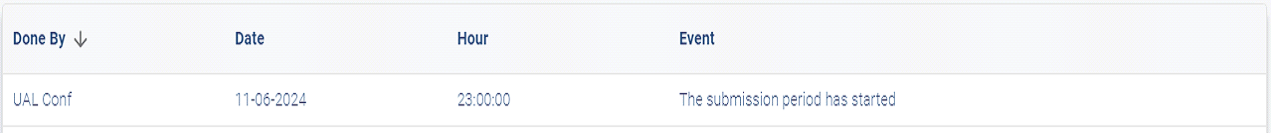 Done By Date Hour Event
UAL Conf 11-06-2024 23:00:00 The submission period has started